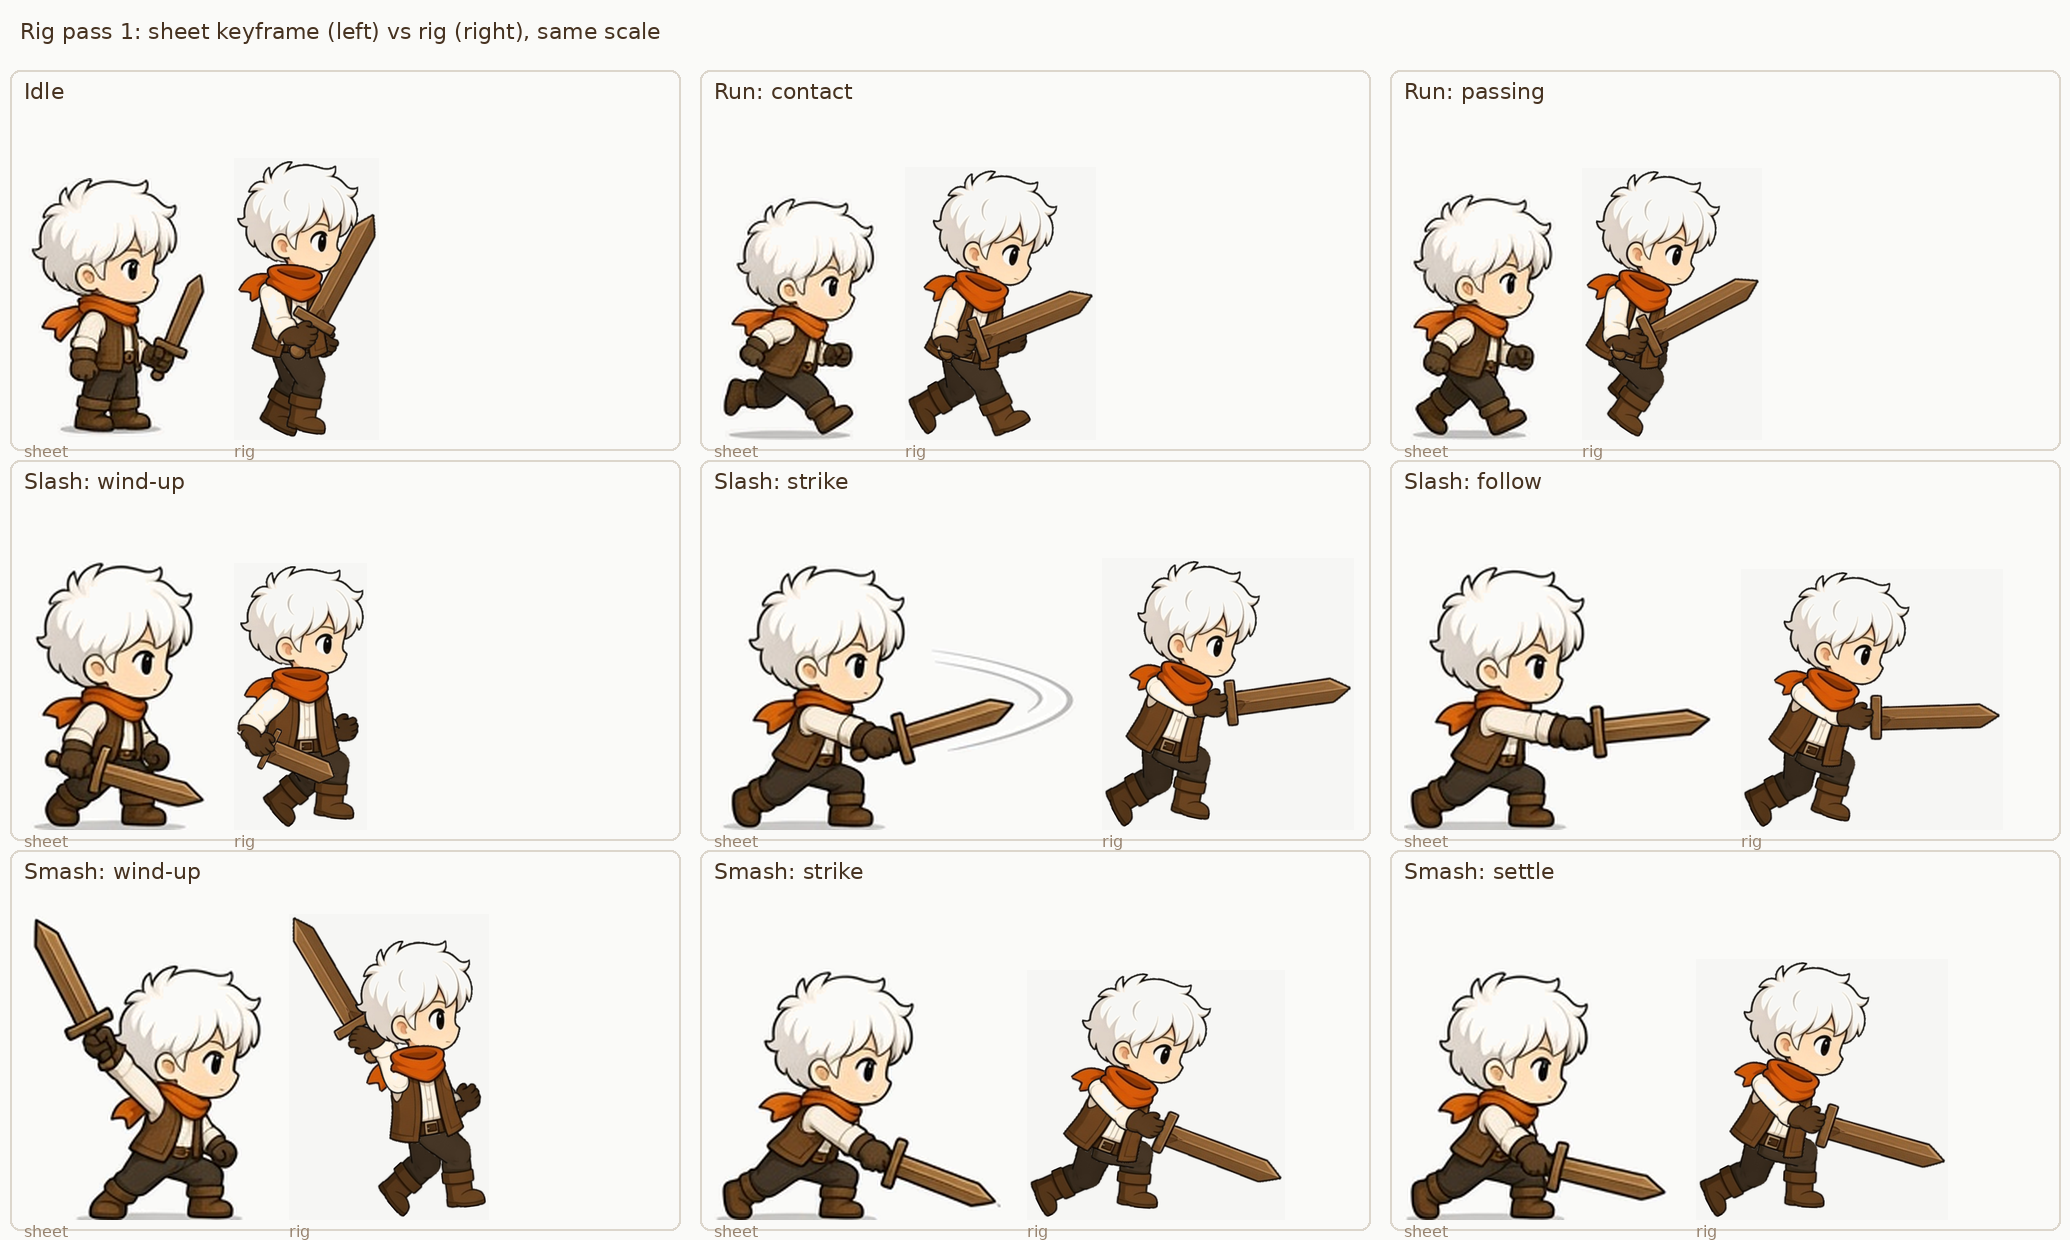 Rig pass 1: sheet keyframe (left) vs rig (right), same scale
Idle
sheet
rig
Run: contact
sheet
rig
Run: passing
sheet
rig
Slash: wind-up
sheet
rig
Slash: strike
sheet
rig
Slash: follow
sheet
rig
Smash: wind-up
sheet
rig
Smash: strike
sheet
rig
Smash: settle
sheet
rig